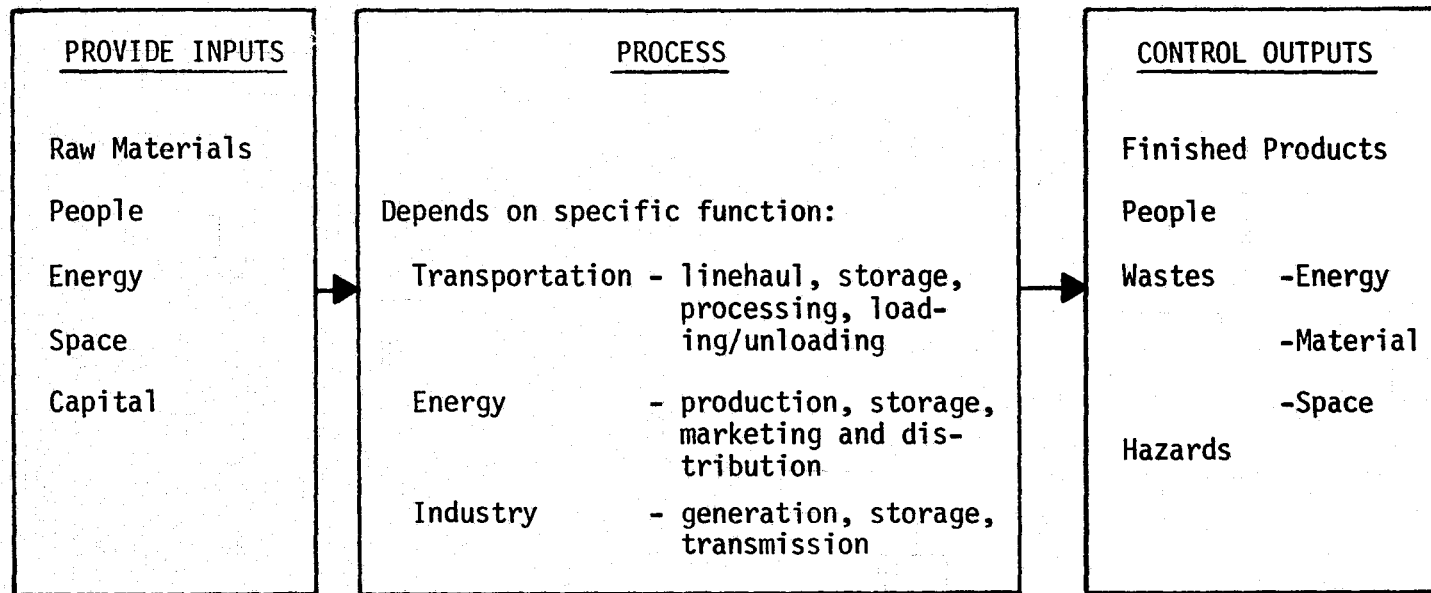 PROVIDE INPUTS
Raw Materials
People
Energy
Space
Capital
PROCESS
Depends on specific function:
Transportation - linehaul, storage,
processing, load-
ing/unloading
Energy - production, storage,
marketing and dis-
tribution
Industry - generation, storage,
transmission
CONTROL OUTPUTS
Finished Products
People
Wastes -Energy
-Material
-Space
Hazards